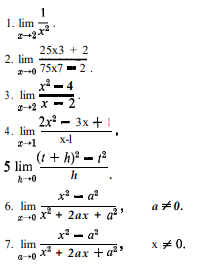 1. lim x→2 1/x² .
2. lim x→0 (25x3 + 2)/(75x7 − 2) .
3. lim x→2 (x² − 4)/(x − 2) .
4. lim x→1 (2x² − 3x + 1)/(x-l) ,
5 lim h→0 ((t + h)² − t²)/h
6. lim x→0 (x² − a²)/(x² + 2ax + a²) , a ≠ 0.
7. lim a→0 (x² − a²)/(x² + 2ax + a²) , x ≠ 0.